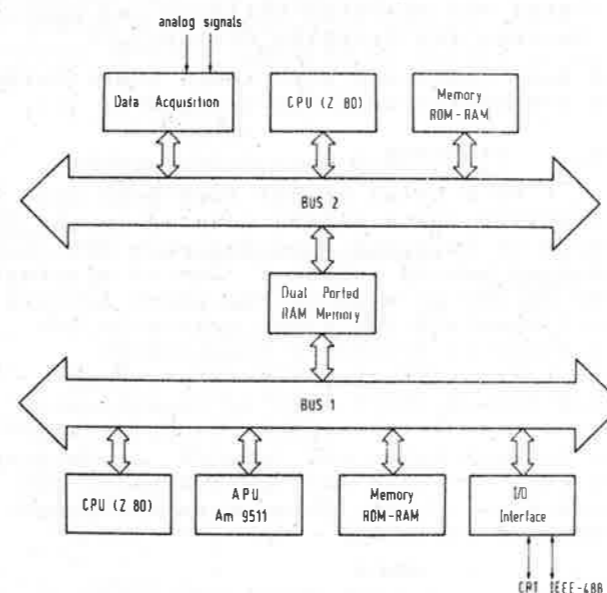 analog signals
Data Acquisition
CPU (Z 80)
Memory
ROM-RAM
BUS 2
Dual Ported
RAM Memory
BUS 1
CPU (Z 80)
APU
Am 9511
Memory
ROM-RAM
I/O
Interface
CRT IEEE-488